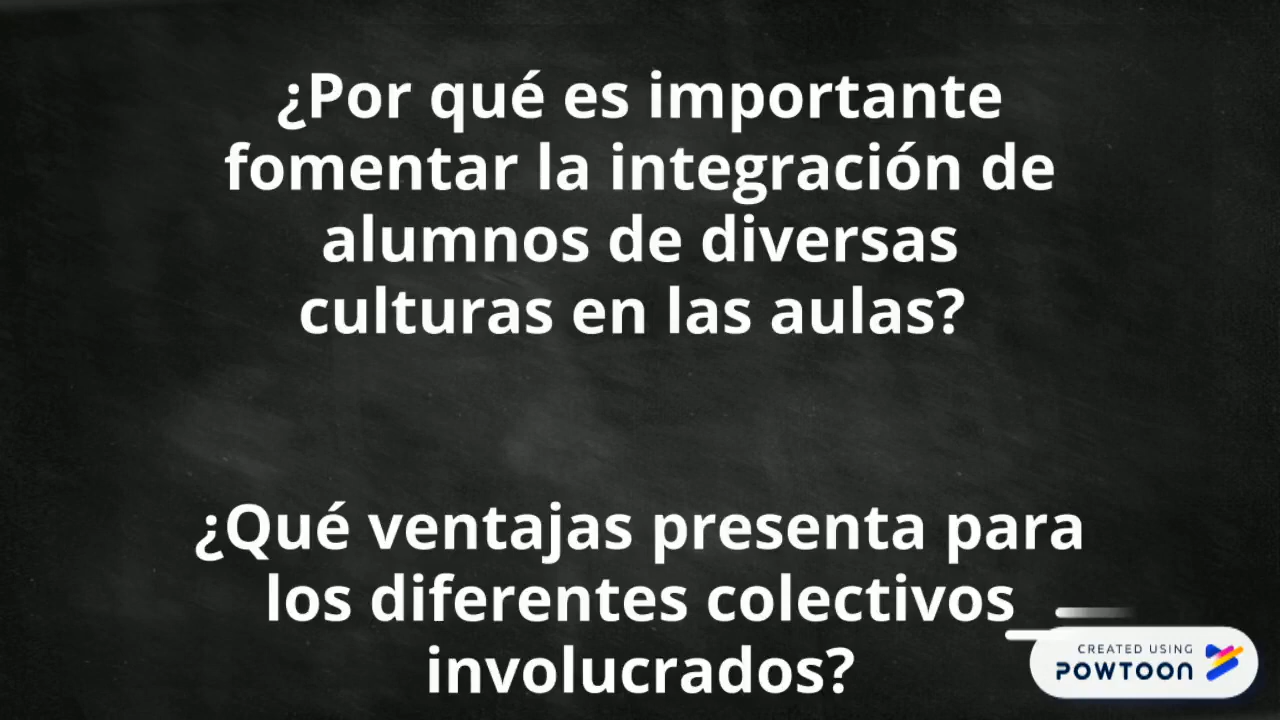 ¿Por qué es importante
fomentar la integración de
alumnos de diversas
culturas en las aulas?
¿Qué ventajas presenta para
los diferentes colectivos
involucrados?
CREATED USING
POWTOON